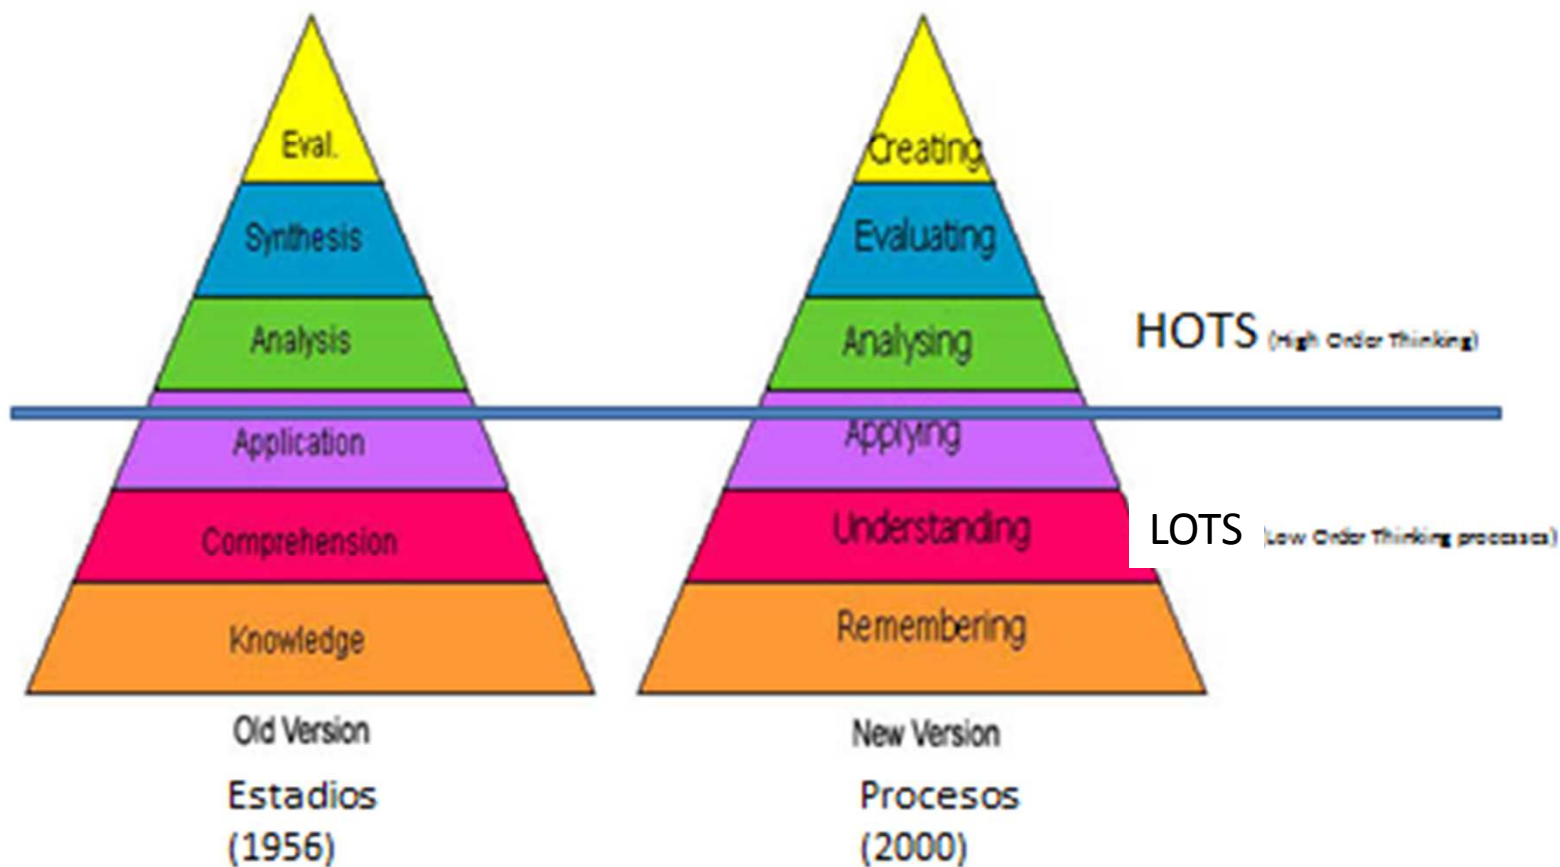 Eval.
Synthesis
Analysis
Application
Comprehension
Knowledge
Old Version
Estadios
(1956)
Creating
Evaluating
Analysing
Applying
Understanding
Remembering
New Version
Procesos
(2000)
HOTS (High Order Thinking)
LOTS (Low Order Thinking processes)